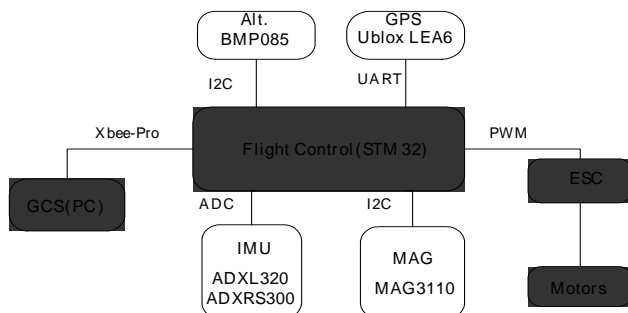 Alt.
BMP085
GPS
Ublox LEA6
I2C
UART
Xbee-Pro
PWM
Flight Control(STM 32)
GCS(PC)
ESC
ADC
I2C
IMU
ADXL320
ADXRS300
MAG
MAG3110
Motors